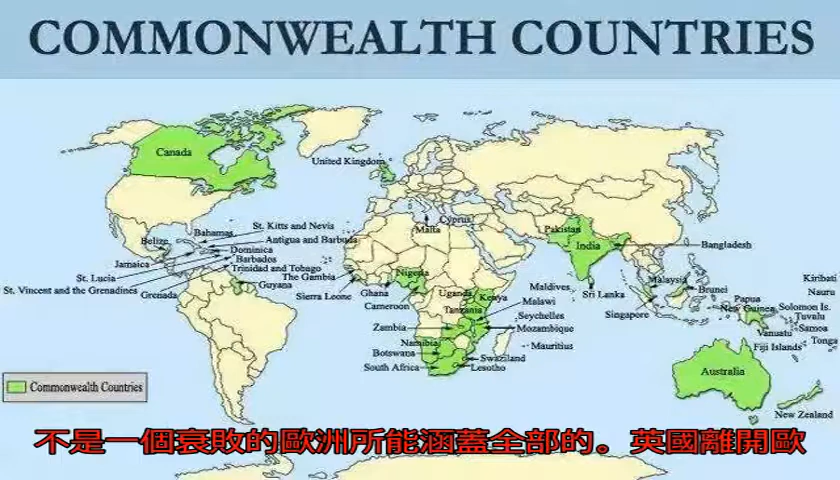 COMMONWEALTH COUNTRIES
Canada
United Kingdom
Cyprus
Malta
St. Kitts and Nevis
Bahamas
Antigua and Barbuda
Belize
Dominica
Barbados
Jamaica
Trinidad and Tobago
St. Lucia
The Gambia
Guyana
St. Vincent and the Grenadines
Grenada
Sierra Leone
Ghana
Nigeria
Cameroon
Uganda
Kenya
Tanzania
Malawi
Seychelles
Zambia
Mozambique
Namibia
Mauritius
Botswana
Swaziland
South Africa
Lesotho
Pakistan
India
Bangladesh
Maldives
Sri Lanka
Malaysia
Brunei
Singapore
Kiribati
Nauru
Papua
New Guinea
Solomon Is.
Tuvalu
Vanuatu
Samoa
Fiji Islands
Tonga
Australia
New Zealand
Commonwealth Countries
不是一個衰敗的歐洲所能涵蓋全部的。英國離開歐